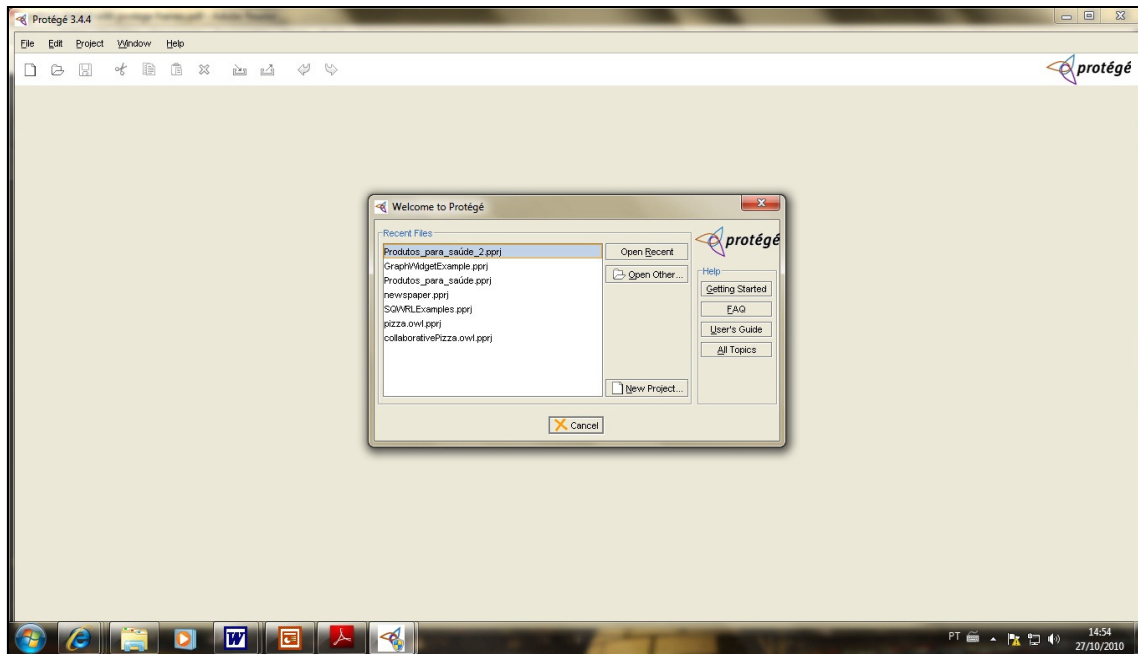 Protégé 3.4.4
File Edit Project Window Help
protégé
Welcome to Protégé
Recent Files
Produtos_para_saúde_2.pprj
GraphWidgetExample.pprj
Produtos_para_saúde.pprj
newspaper.pprj
SQWRLExamples.pprj
pizza.owl.pprj
collaborativePizza.owl.pprj
Open Recent
Open Other...
New Project...
protégé
Help
Getting Started
FAQ
User's Guide
All Topics
Cancel
PT
14:54
27/10/2010